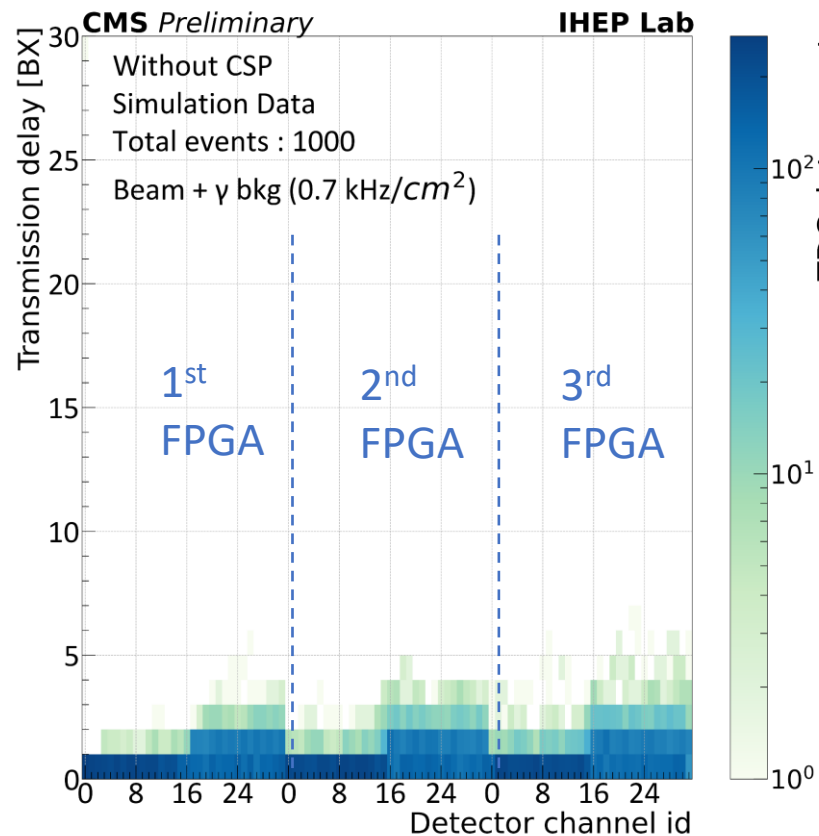 CMS Preliminary IHEP Lab
Without CSP
Simulation Data
Total events : 1000
Beam + γ bkg (0.7 kHz/cm²)
1st FPGA
2nd FPGA
3rd FPGA
Transmission delay [BX]
30
25
20
15
10
5
0
0 8 16 24 0 8 16 24 0 8 16 24
Detector channel id
10²
10¹
10⁰